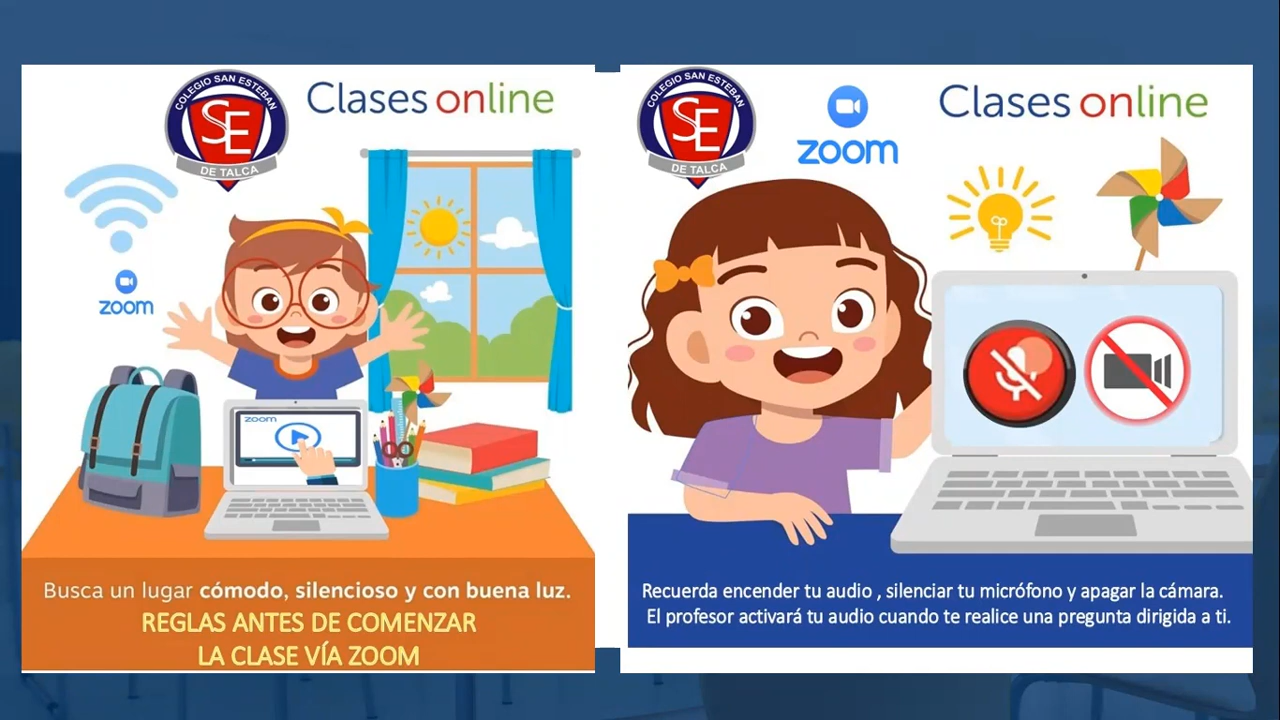 COLEGIO SAN ESTEBAN
SE
DE TALCA
Clases online
zoom
zoom
Busca un lugar cómodo, silencioso y con buena luz.
REGLAS ANTES DE COMENZAR
LA CLASE VÍA ZOOM
COLEGIO SAN ESTEBAN
SE
DE TALCA
zoom
Clases online
Recuerda encender tu audio , silenciar tu micrófono y apagar la cámara.
El profesor activará tu audio cuando te realice una pregunta dirigida a ti.